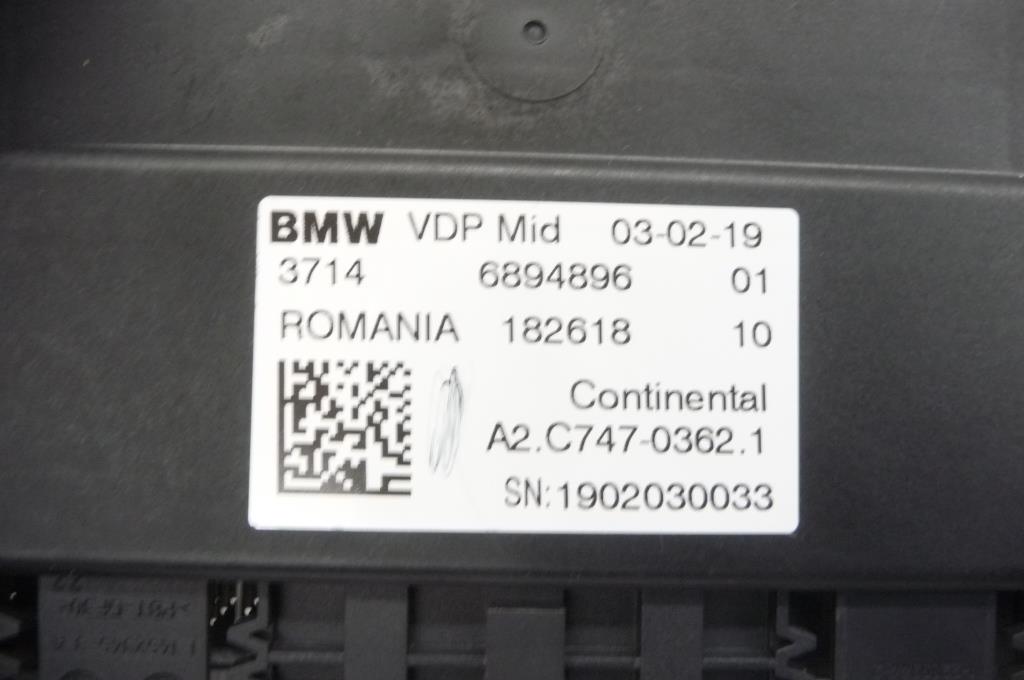 BMW VDP Mid 03-02-19
3714 6894896 01
ROMANIA 182618 10
Continental
A2.C747-0362.1
SN:1902030033